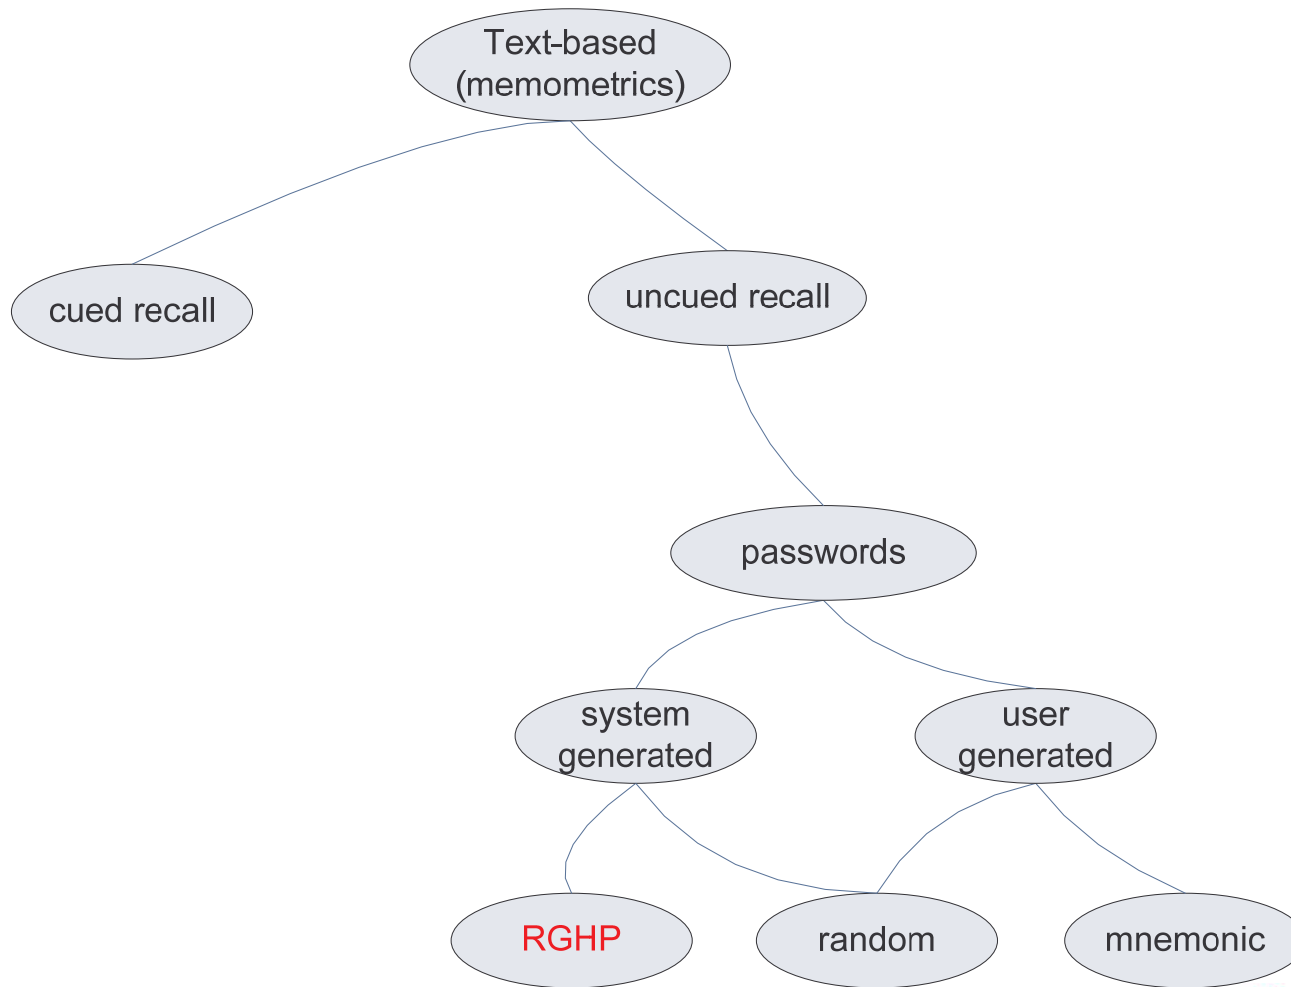 Text-based
(memometrics)
cued recall
uncued recall
passwords
system
generated
user
generated
RGHP
random
mnemonic